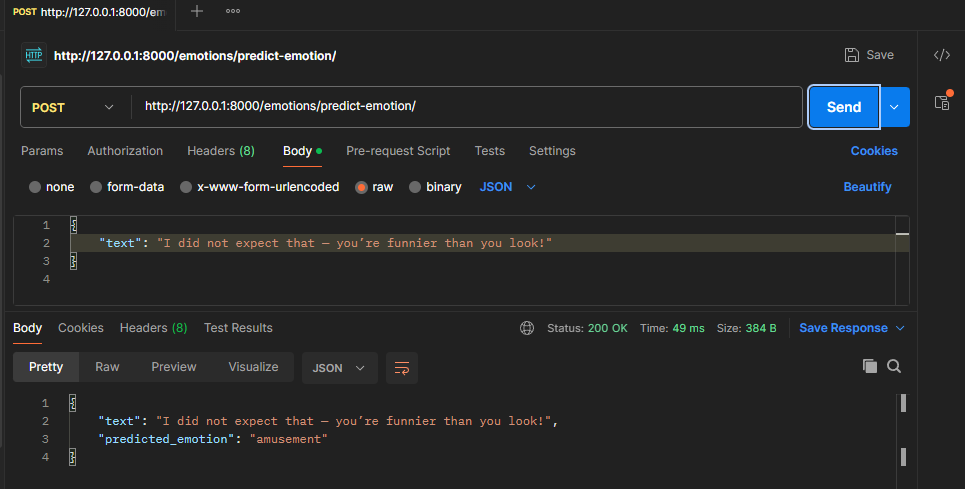 POST http://127.0.0.1:8000/em
HTTP http://127.0.0.1:8000/emotions/predict-emotion/ Save
POST http://127.0.0.1:8000/emotions/predict-emotion/ Send
Params Authorization Headers (8) Body Pre-request Script Tests Settings Cookies
none form-data x-www-form-urlencoded raw binary JSON Beautify
1 {
2 "text": "I did not expect that — you’re funnier than you look!"
3 }
4
Body Cookies Headers (8) Test Results Status: 200 OK Time: 49 ms Size: 384 B Save Response
Pretty Raw Preview Visualize JSON
1 {
2 "text": "I did not expect that — you’re funnier than you look!",
3 "predicted_emotion": "amusement"
4 }